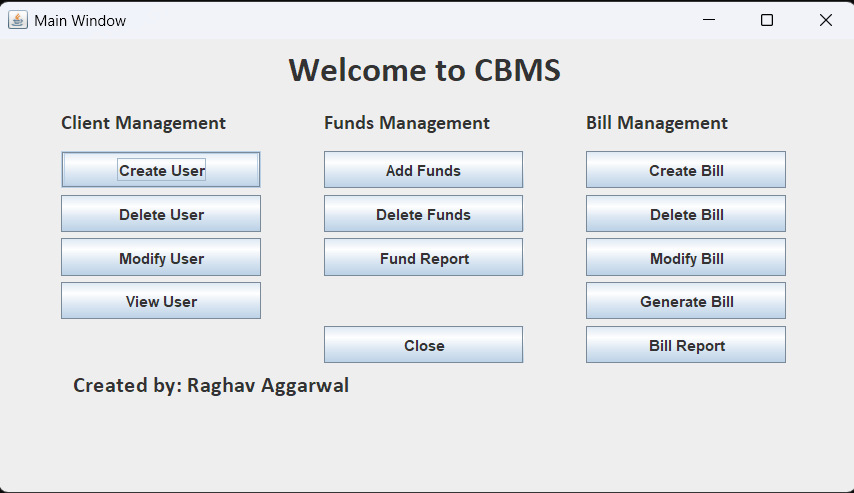 Main Window
Welcome to CBMS
Client Management
Funds Management
Bill Management
Create User
Add Funds
Create Bill
Delete User
Delete Funds
Delete Bill
Modify User
Fund Report
Modify Bill
View User
Generate Bill
Close
Bill Report
Created by: Raghav Aggarwal